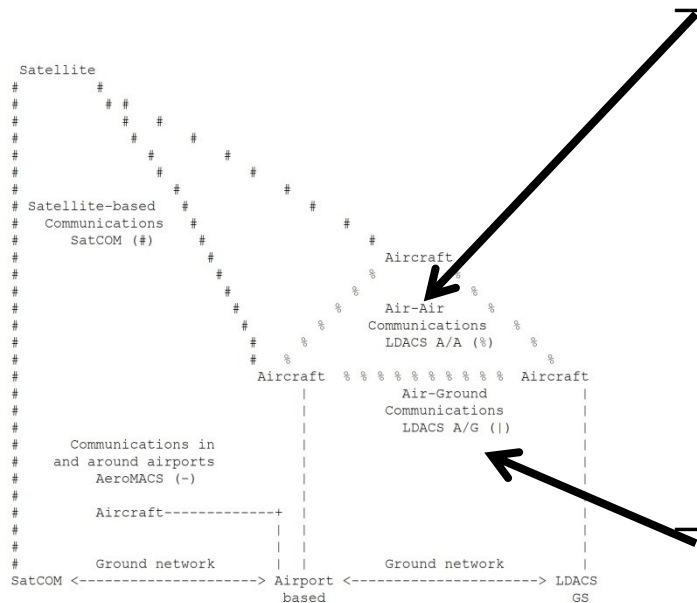 Satellite
Satellite-based
Communications
SatCOM (#)
Aircraft
Air-Air
Communications
LDACS A/A (%)
Aircraft % % % % % % % % % % Aircraft
Air-Ground
Communications
LDACS A/G (|)
Communications in
and around airports
AeroMACS (-)
Aircraft-------------+
Ground network Ground network
SatCOM <---------------------> Airport <---------------------> LDACS
based GS